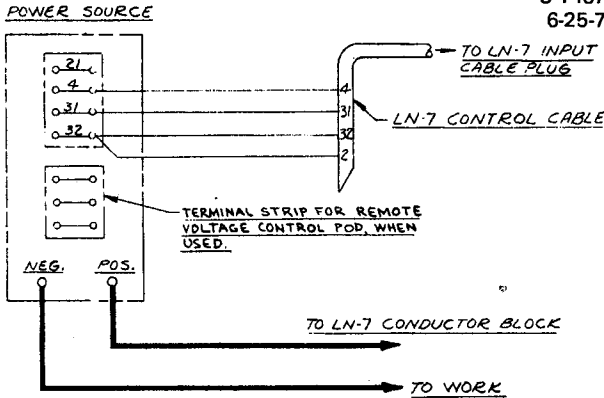 POWER SOURCE
6-25-7
TO LN-7 INPUT
CABLE PLUG
21
4
31
32
4
31
32
2
LN-7 CONTROL CABLE
TERMINAL STRIP FOR REMOTE
VOLTAGE CONTROL POD, WHEN
USED.
NEG. POS.
TO LN-7 CONDUCTOR BLOCK
TO WORK